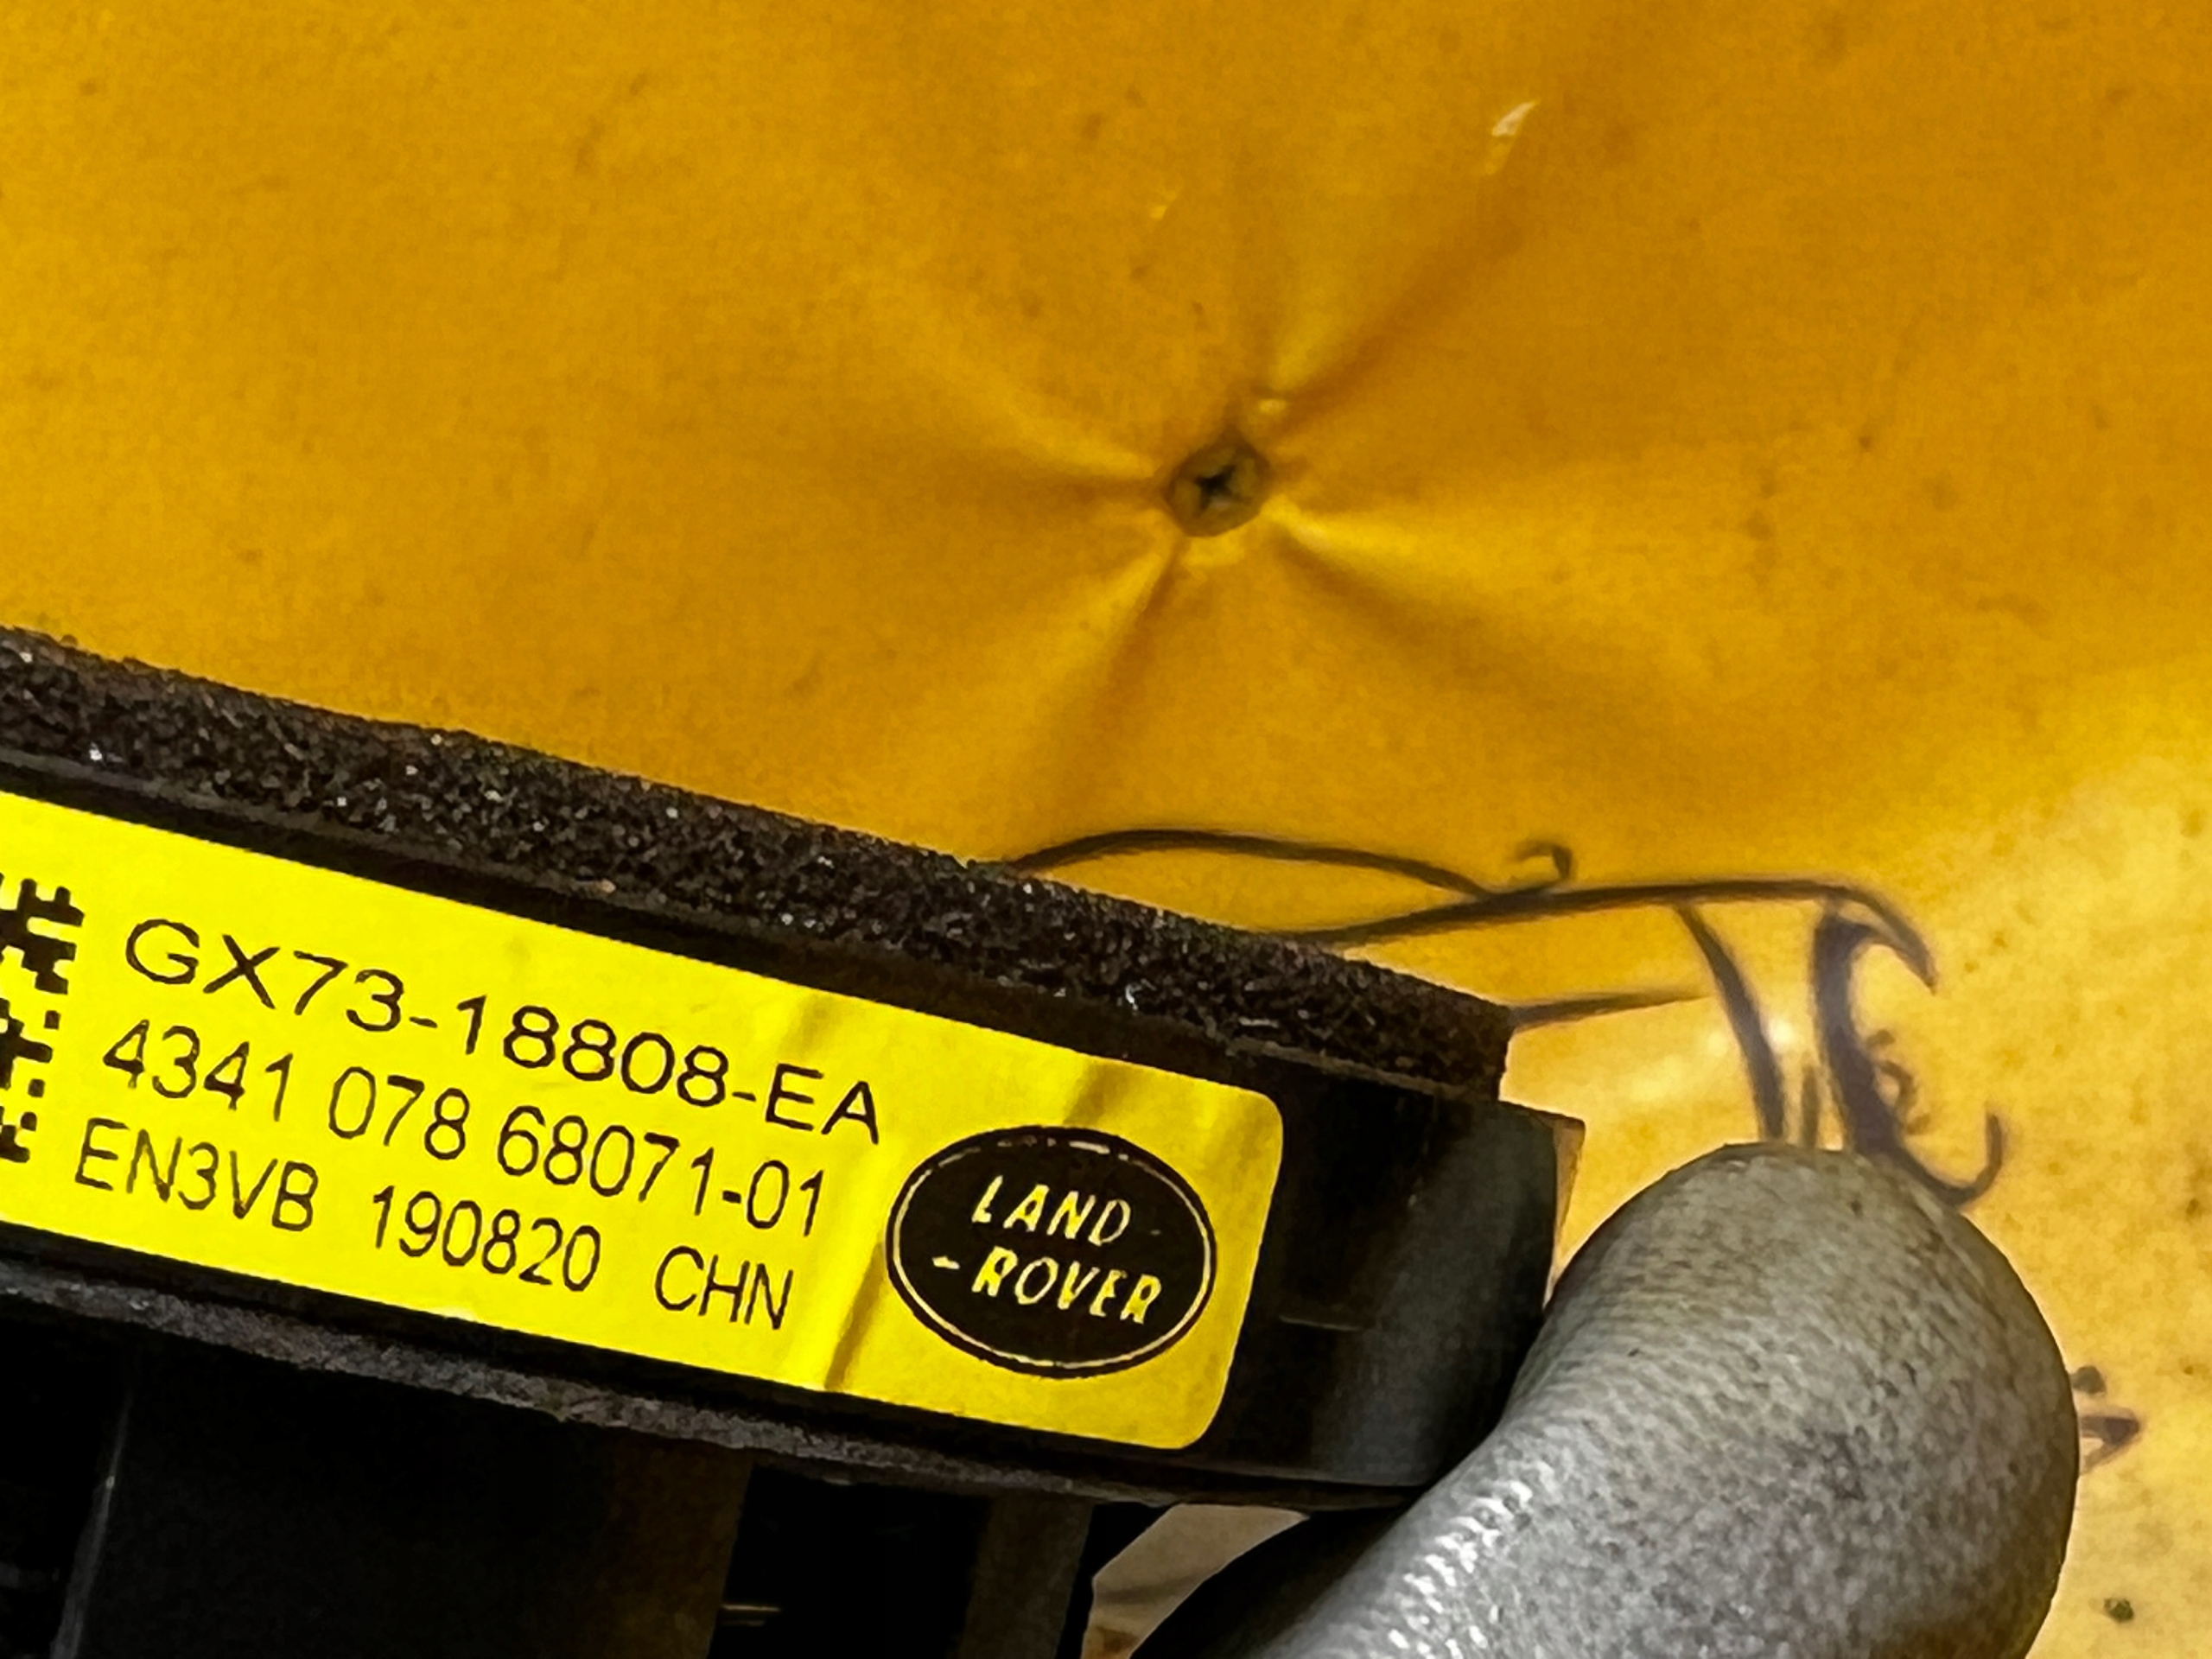 GX73-18808-EA
4341 078 68071-01
EN3VB 190820 CHN
LAND
-ROVER